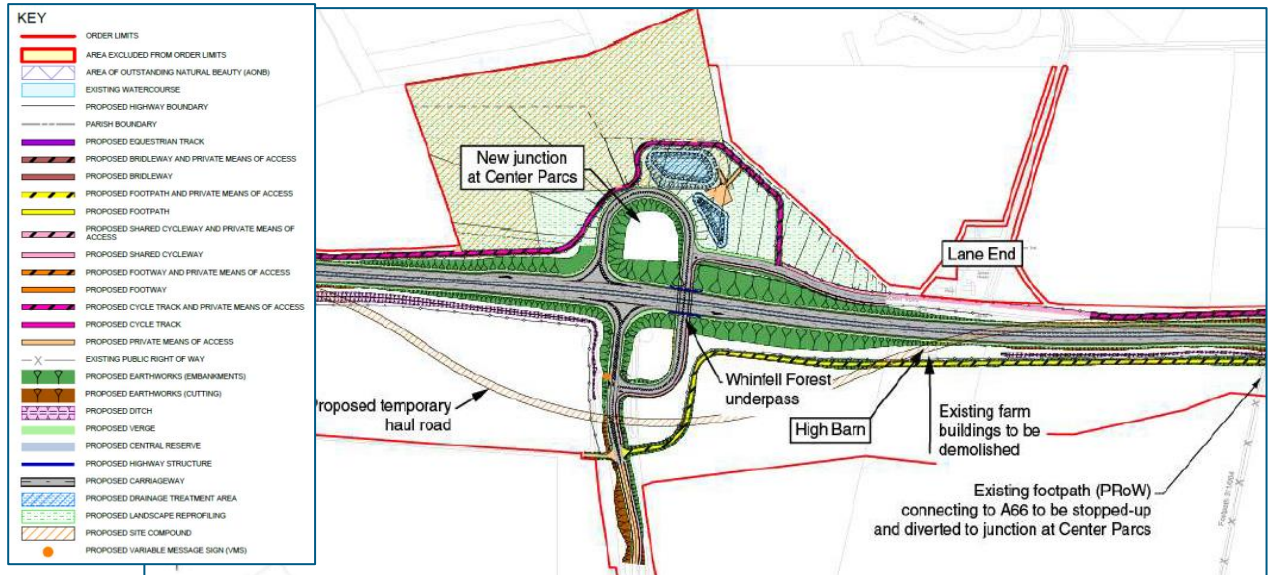 KEY
ORDER LIMITS
AREA EXCLUDED FROM ORDER LIMITS
AREA OF OUTSTANDING NATURAL BEAUTY (AONB)
EXISTING WATERCOURSE
PROPOSED HIGHWAY BOUNDARY
PARISH BOUNDARY
PROPOSED EQUESTRIAN TRACK
PROPOSED BRIDLEWAY AND PRIVATE MEANS OF ACCESS
PROPOSED BRIDLEWAY
PROPOSED FOOTPATH AND PRIVATE MEANS OF ACCESS
PROPOSED FOOTPATH
PROPOSED SHARED CYCLEWAY AND PRIVATE MEANS OF
ACCESS
PROPOSED SHARED CYCLEWAY
PROPOSED FOOTWAY AND PRIVATE MEANS OF ACCESS
PROPOSED FOOTWAY
PROPOSED CYCLE TRACK AND PRIVATE MEANS OF ACCESS
PROPOSED CYCLE TRACK
PROPOSED PRIVATE MEANS OF ACCESS
EXISTING PUBLIC RIGHT OF WAY
PROPOSED EARTHWORKS (EMBANKMENTS)
PROPOSED EARTHWORKS (CUTTING)
PROPOSED DITCH
PROPOSED VERGE
PROPOSED CENTRAL RESERVE
PROPOSED HIGHWAY STRUCTURE
PROPOSED CARRIAGEWAY
PROPOSED DRAINAGE TREATMENT AREA
PROPOSED LANDSCAPE REPROFILING
PROPOSED SITE COMPOUND
PROPOSED VARIABLE MESSAGE SIGN (VMS)
New junction
at Center Parcs
Lane End
Whinfell Forest
underpass
Proposed temporary
haul road
High Barn
Existing farm
buildings to be
demolished
Existing footpath (PRoW)
connecting to A66 to be stopped-up
and diverted to junction at Center Parcs